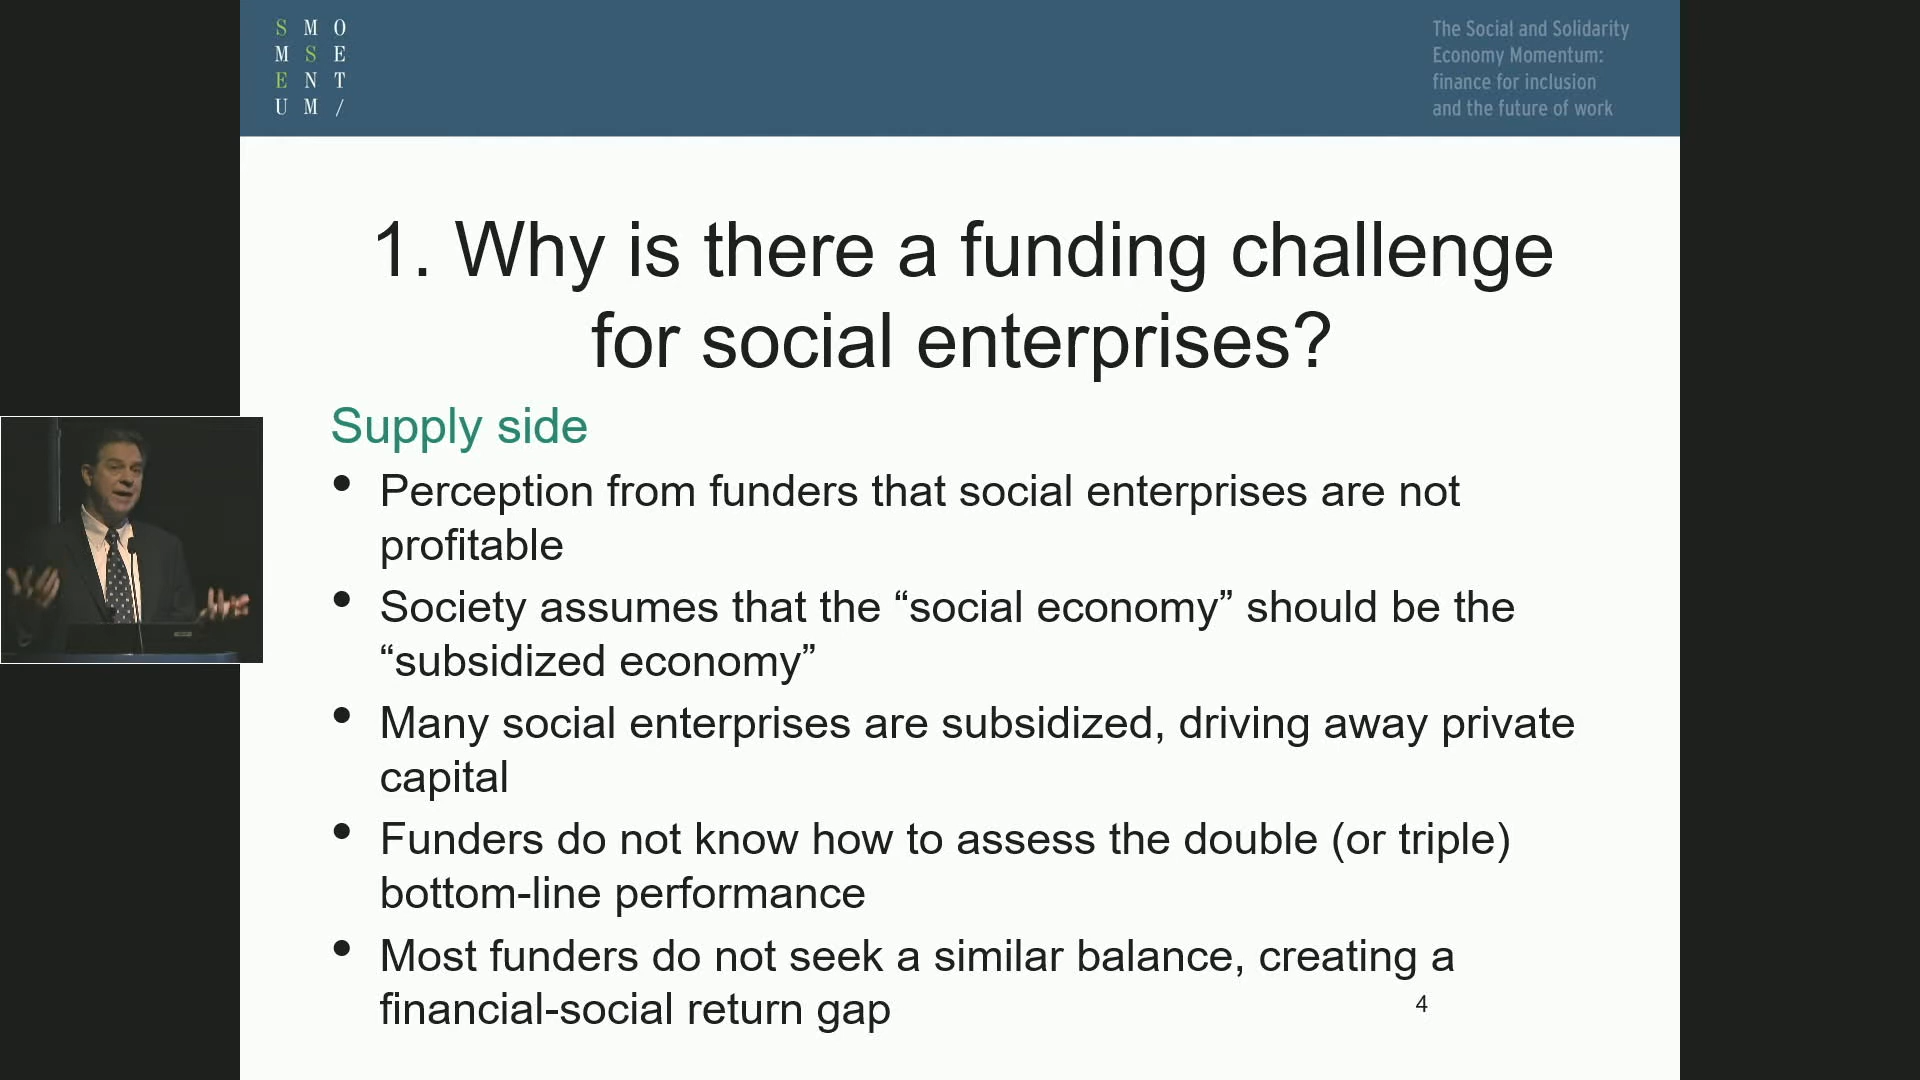 S M O
M S E
E N T
U M /
The Social and Solidarity
Economy Momentum:
finance for inclusion
and the future of work
1. Why is there a funding challenge
for social enterprises?
Supply side
• Perception from funders that social enterprises are not
profitable
• Society assumes that the “social economy” should be the
“subsidized economy”
• Many social enterprises are subsidized, driving away private
capital
• Funders do not know how to assess the double (or triple)
bottom-line performance
• Most funders do not seek a similar balance, creating a
financial-social return gap
4